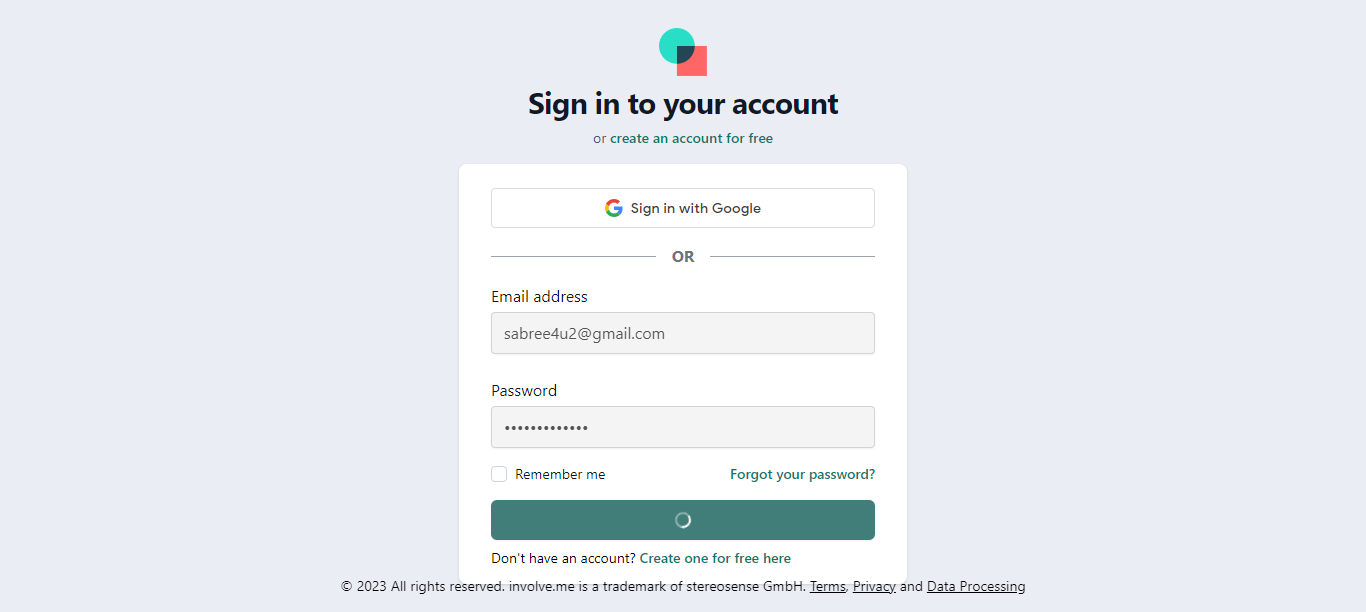 Sign in to your account
or create an account for free
Sign in with Google
OR
Email address
sabree4u2@gmail.com
Password
•••••••••••••
Remember me Forgot your password?
Don't have an account? Create one for free here
© 2023 All rights reserved. involve.me is a trademark of stereosense GmbH. Terms, Privacy and Data Processing